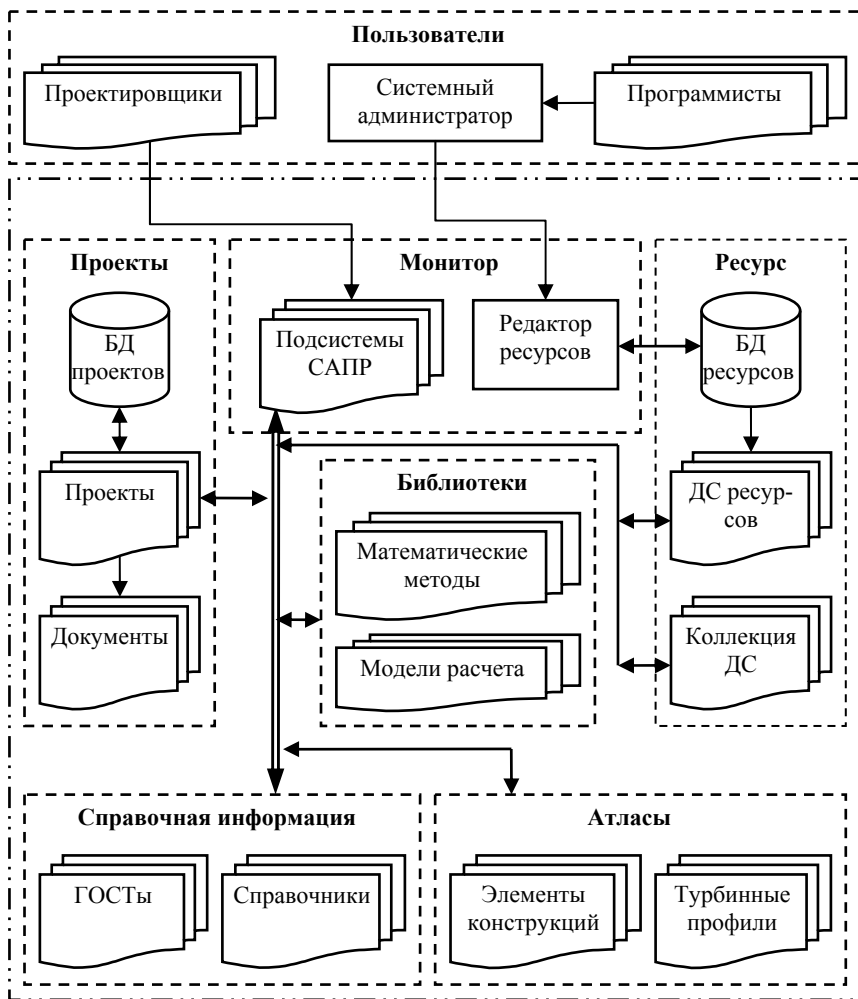 Пользователи
Проектировщики
Системный
администратор
Программисты
Проекты
Монитор
Ресурс
БД
проектов
Подсистемы
САПР
Редактор
ресурсов
БД
ресурсов
Проекты
Библиотеки
ДС ресур-
сов
Математические
методы
Документы
Модели расчета
Коллекция
ДС
Справочная информация
Атласы
ГОСТы
Справочники
Элементы
конструкций
Турбинные
профили